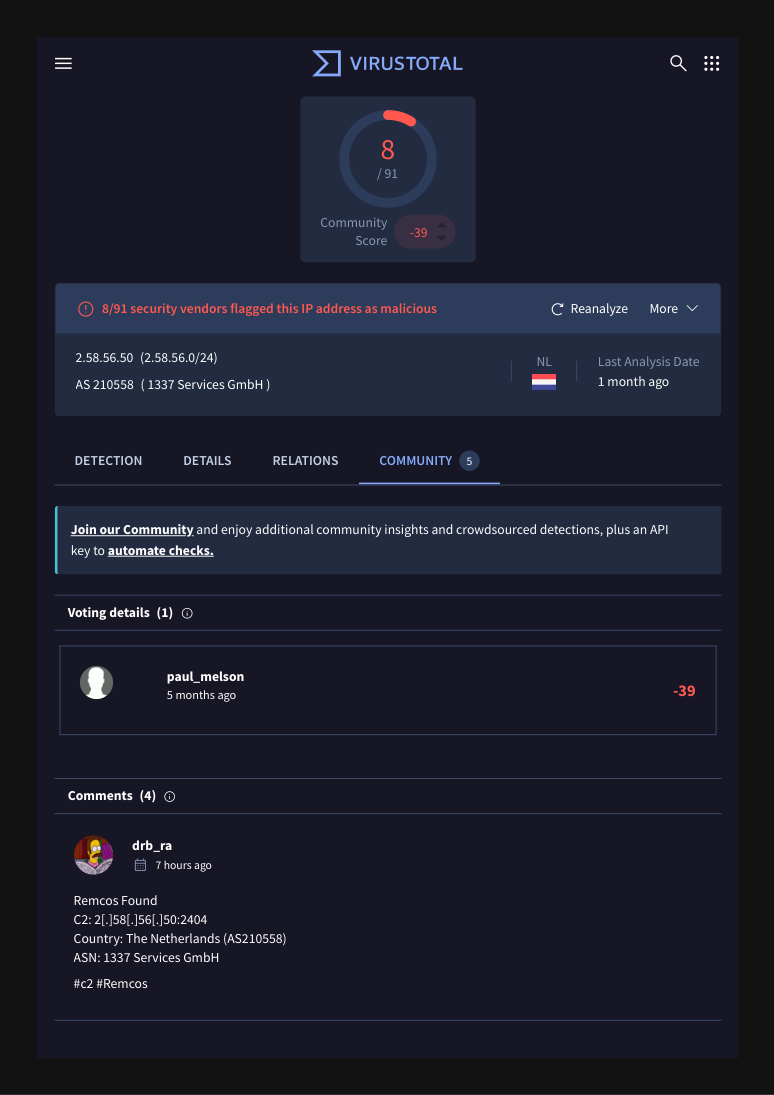 VIRUSTOTAL
8
/ 91
Community
Score
-39
8/91 security vendors flagged this IP address as malicious
Reanalyze
More
2.58.56.50 (2.58.56.0/24)
AS 210558 ( 1337 Services GmbH )
NL
Last Analysis Date
1 month ago
DETECTION
DETAILS
RELATIONS
COMMUNITY 5
Join our Community and enjoy additional community insights and crowdsourced detections, plus an API
key to automate checks.
Voting details (1)
paul_melson
5 months ago
-39
Comments (4)
drb_ra
7 hours ago
Remcos Found
C2: 2[.]58[.]56[.]50:2404
Country: The Netherlands (AS210558)
ASN: 1337 Services GmbH
#c2 #Remcos